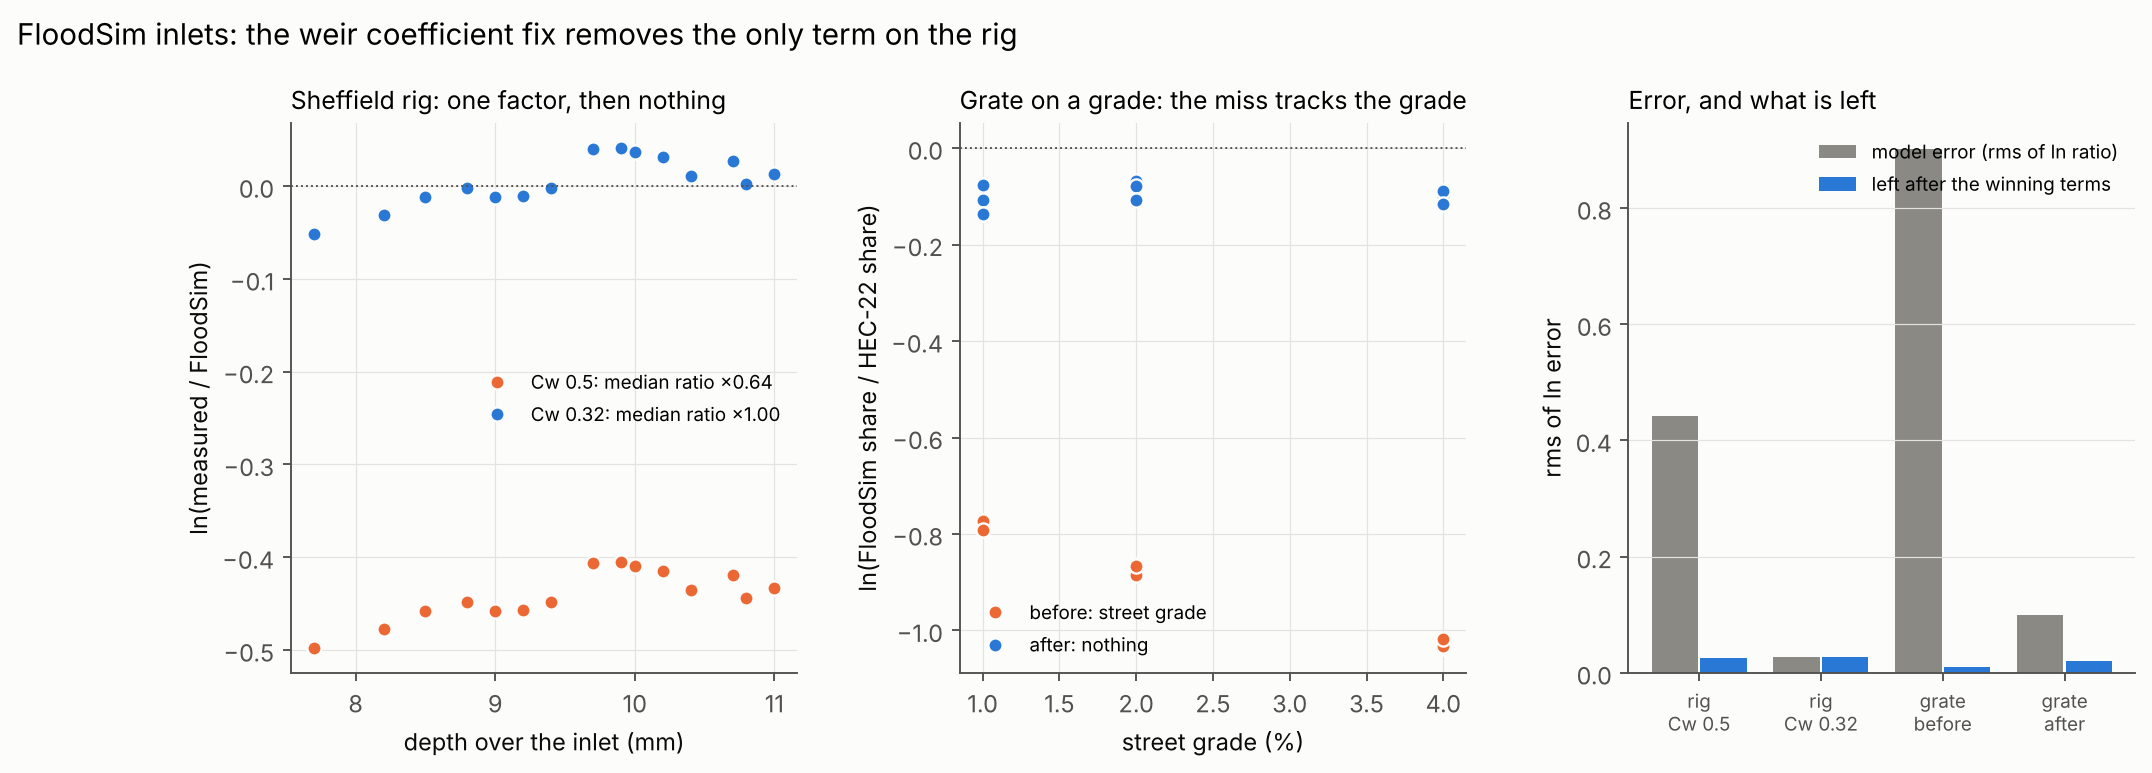 FloodSim inlets: the weir coefficient fix removes the only term on the rig
Sheffield rig: one factor, then nothing
ln(measured / FloodSim)
0.0
−0.1
−0.2
−0.3
−0.4
−0.5
Cw 0.5: median ratio ×0.64
Cw 0.32: median ratio ×1.00
8
9
10
11
depth over the inlet (mm)
Grate on a grade: the miss tracks the grade
ln(FloodSim share / HEC-22 share)
0.0
−0.2
−0.4
−0.6
−0.8
−1.0
before: street grade
after: nothing
1.0
1.5
2.0
2.5
3.0
3.5
4.0
street grade (%)
Error, and what is left
rms of ln error
model error (rms of ln ratio)
left after the winning terms
0.8
0.6
0.4
0.2
0.0
rig
Cw 0.5
rig
Cw 0.32
grate
before
grate
after